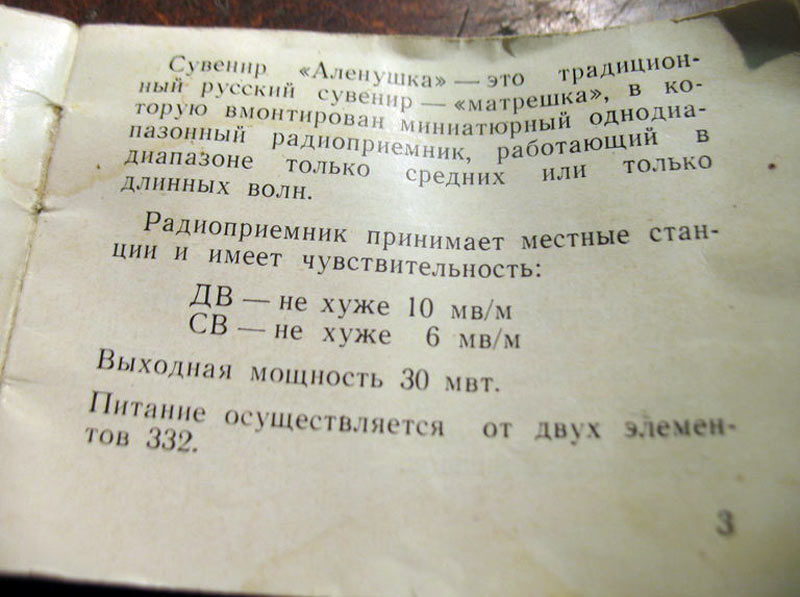 Сувенир «Аленушка» — это традицион-
ный русский сувенир — «матрешка», в ко-
торую вмонтирован миниатюрный однодиа-
пазонный радиоприемник, работающий в
диапазоне только средних или только
длинных волн.
Радиоприемник принимает местные стан-
ции и имеет чувствительность:
ДВ — не хуже 10 мв/м
СВ — не хуже 6 мв/м
Выходная мощность 30 мвт.
Питание осуществляется от двух элемен-
тов 332.
3